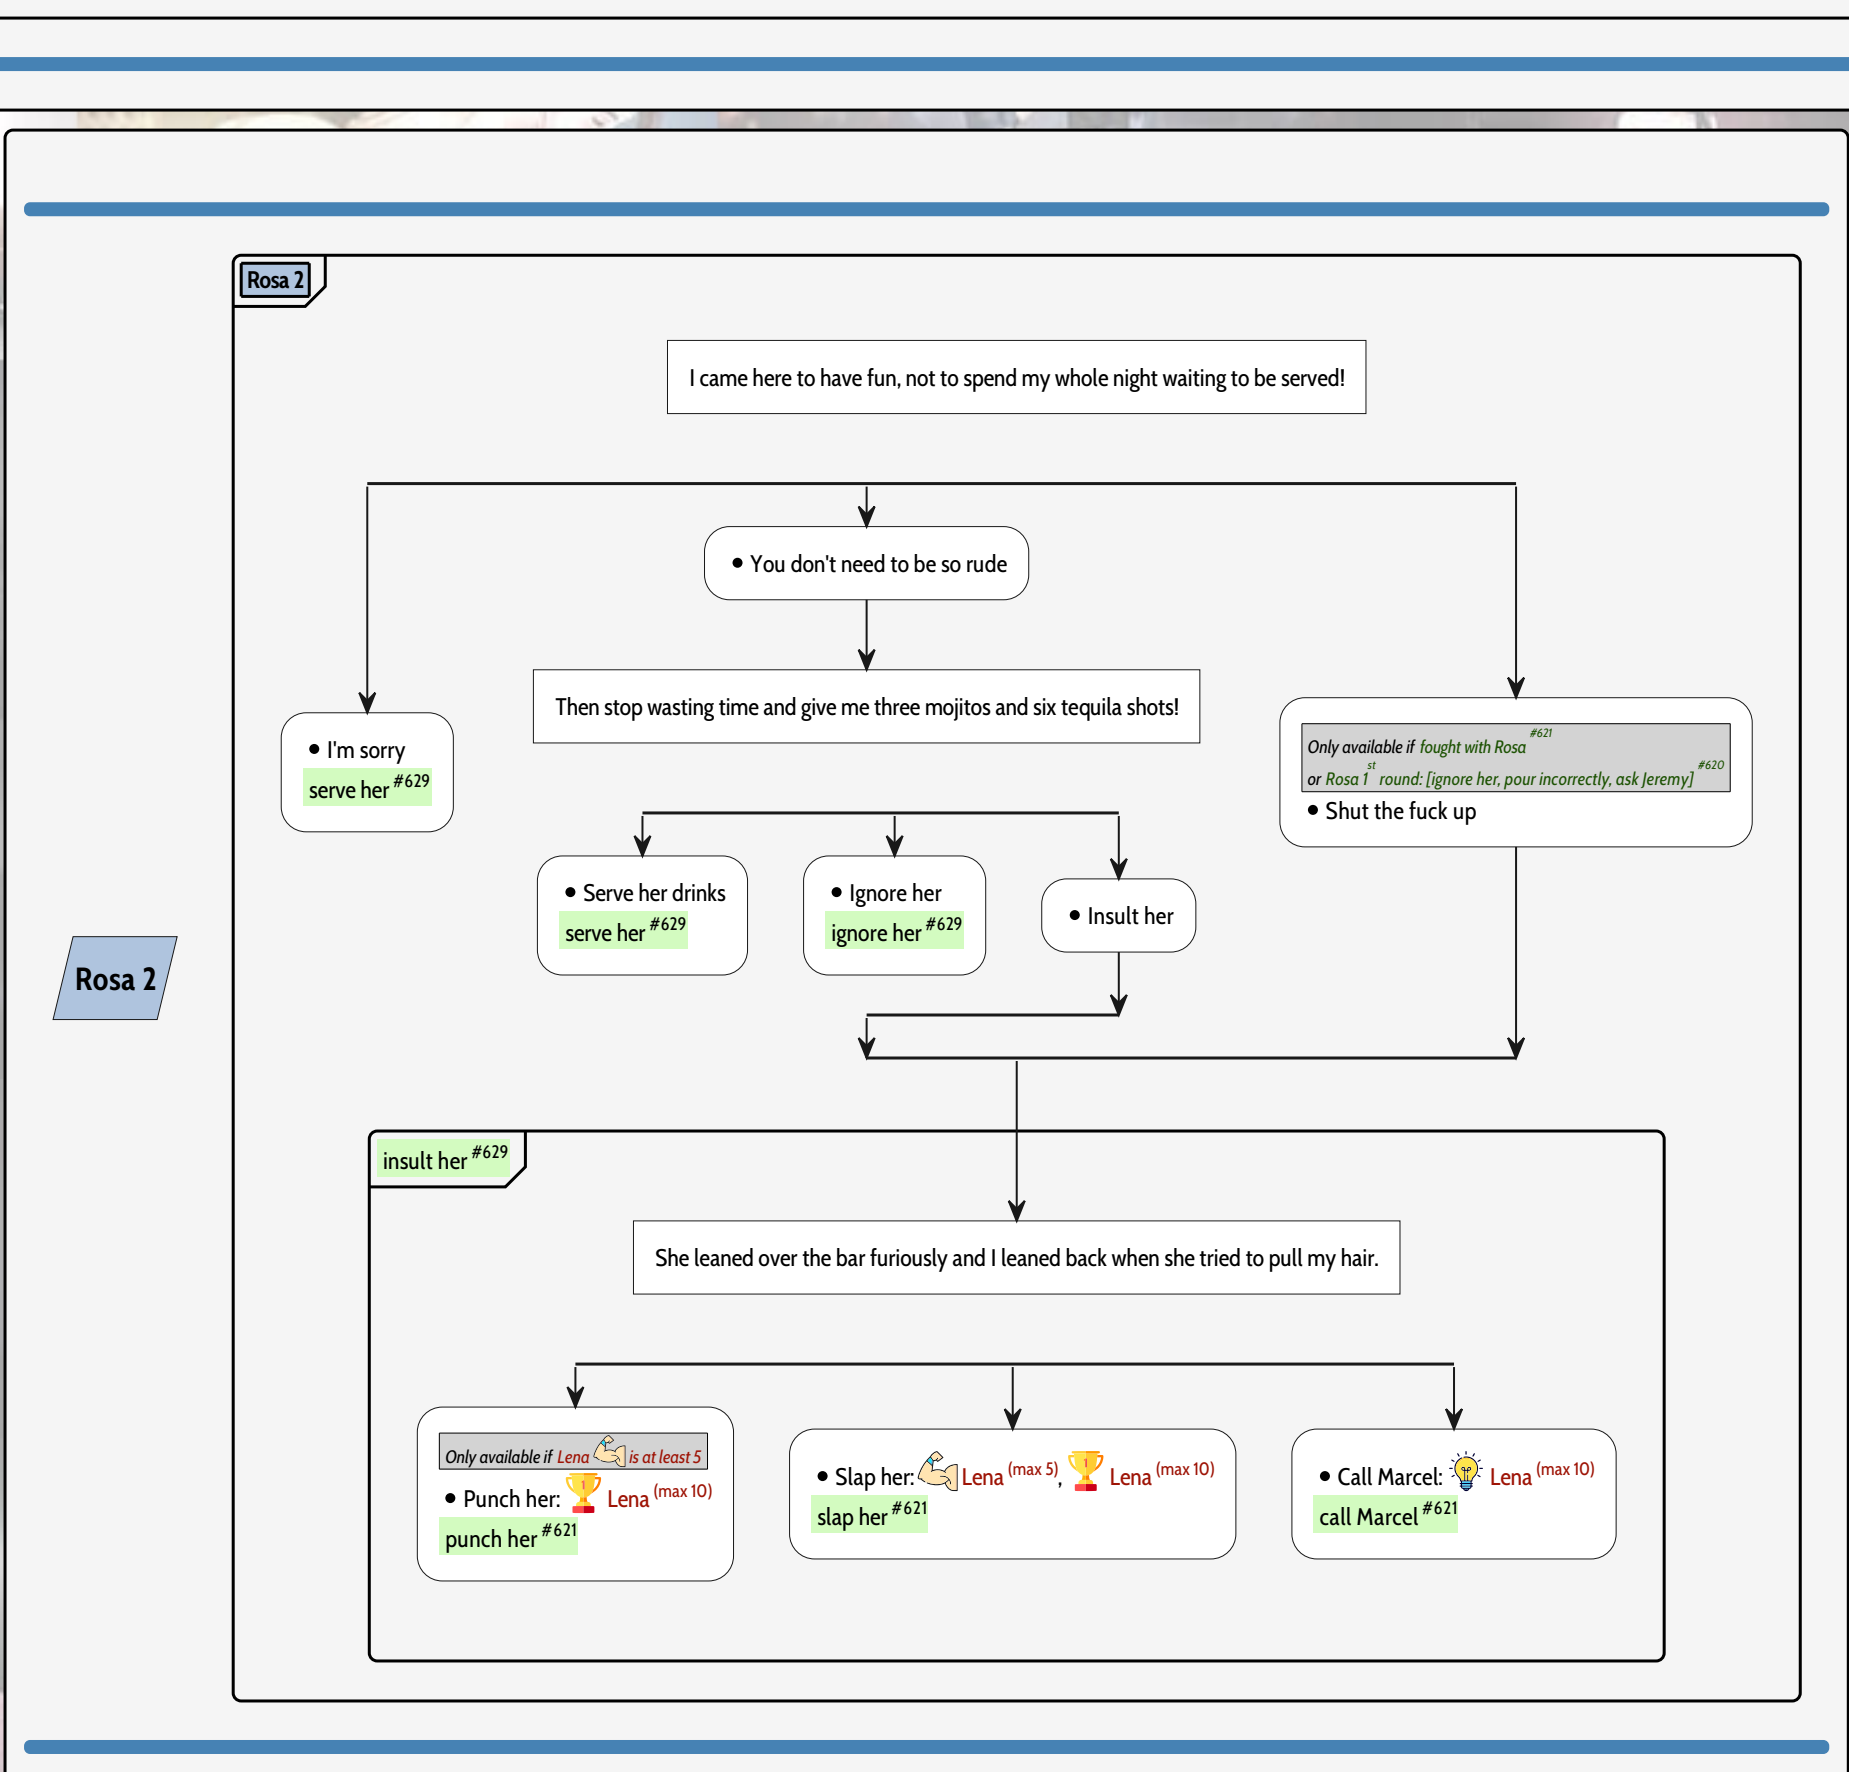 Rosa 2
I came here to have fun, not to spend my whole night waiting to be served!
• You don't need to be so rude
Then stop wasting time and give me three mojitos and six tequila shots!
• I'm sorry
serve her #629
Only available if fought with Rosa #621
or Rosa 1st round: [ignore her, pour incorrectly, ask Jeremy] #620
• Shut the fuck up
• Serve her drinks
serve her #629
• Ignore her
ignore her #629
• Insult her
Rosa 2
insult her #629
She leaned over the bar furiously and I leaned back when she tried to pull my hair.
Only available if Lena 💪 is at least 5
• Punch her: 🏆 Lena (max 10)
punch her #621
• Slap her: 💪 Lena (max 5), 🏆 Lena (max 10)
slap her #621
• Call Marcel: 💡 Lena (max 10)
call Marcel #621